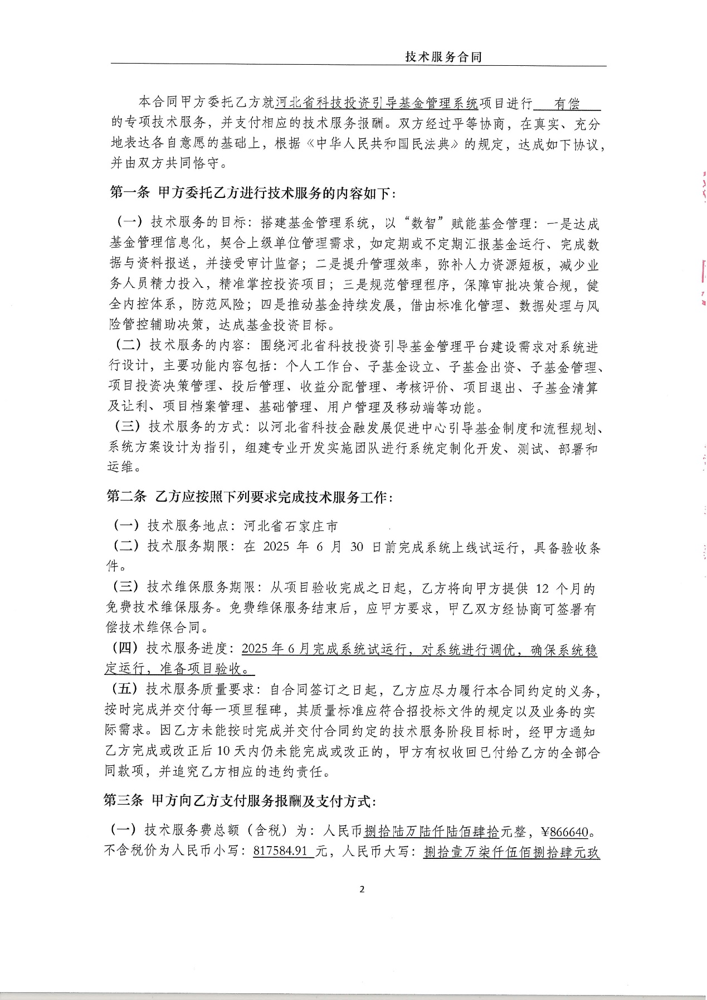 技术服务合同
本合同甲方委托乙方就河北省科技投资引导基金管理系统项目进行 有偿
的专项技术服务，并支付相应的技术服务报酬。双方经过平等协商，在真实、充分
地表达各自意愿的基础上，根据《中华人民共和国民法典》的规定，达成如下协议，
并由双方共同恪守。
第一条 甲方委托乙方进行技术服务的内容如下：
（一）技术服务的目标：搭建基金管理系统，以“数智”赋能基金管理：一是达成
基金管理信息化，契合上级单位管理需求，如定期或不定期汇报基金运行、完成数
据与资料报送，并接受审计监督；二是提升管理效率，弥补人力资源短板，减少业
务人员精力投入，精准掌控投资项目；三是规范管理程序，保障审批决策合规，健
全内控体系，防范风险；四是推动基金持续发展，借由标准化管理、数据处理与风
险管控辅助决策，达成基金投资目标。
（二）技术服务的内容：围绕河北省科技投资引导基金管理平台建设需求对系统进
行设计，主要功能内容包括：个人工作台、子基金设立、子基金出资、子基金管理、
项目投资决策管理、投后管理、收益分配管理、考核评价、项目退出、子基金清算
及让利、项目档案管理、基础管理、用户管理及移动端等功能。
（三）技术服务的方式：以河北省科技金融发展促进中心引导基金制度和流程规划、
系统方案设计为指引，组建专业开发实施团队进行系统定制化开发、测试、部署和
运维。
第二条 乙方应按照下列要求完成技术服务工作：
（一）技术服务地点：河北省石家庄市
（二）技术服务期限：在 2025 年 6 月 30 日前完成系统上线试运行，具备验收条
件。
（三）技术维保服务期限：从项目验收完成之日起，乙方将向甲方提供 12 个月的
免费技术维保服务。免费维保服务结束后，应甲方要求，甲乙双方经协商可签署有
偿技术维保合同。
（四）技术服务进度：2025 年 6 月完成系统试运行，对系统进行调优，确保系统稳
定运行，准备项目验收。
（五）技术服务质量要求：自合同签订之日起，乙方应尽力履行本合同约定的义务，
按时完成并交付每一项里程碑，其质量标准应符合招投标文件的规定以及业务的实
际需求。因乙方未能按时完成并交付合同约定的技术服务阶段目标时，经甲方通知
乙方完成或改正后 10 天内仍未能完成或改正的，甲方有权收回已付给乙方的全部合
同款项，并追究乙方相应的违约责任。
第三条 甲方向乙方支付服务报酬及支付方式：
（一）技术服务费总额（含税）为：人民币捌拾陆万陆仟陆佰肆拾元整，¥866640。
不含税价为人民币小写：817584.91 元，人民币大写：捌拾壹万柒仟伍佰捌拾肆元玖
2